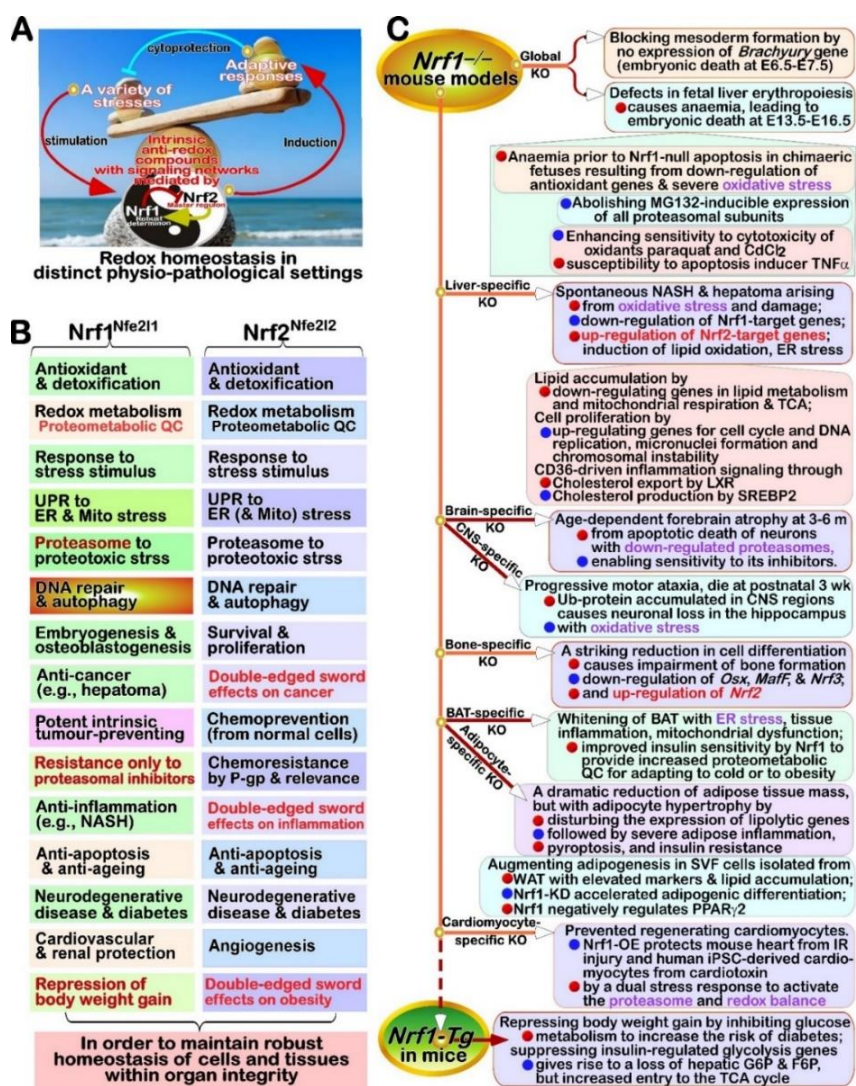 A
cytoprotection
Adaptive
responses
A variety of
stresses
stimulation
Induction
Intrinsic
anti-redox
compounds
with signaling networks
mediated by
Nrf2
Master regulon
Nrf1
Robust
determinon
Redox homeostasis in
distinct physio-pathological settings
B
Nrf1Nfe2l1
Nrf2Nfe2l2
Antioxidant
& detoxification
Antioxidant
& detoxification
Redox metabolism
Proteometabolic QC
Redox metabolism
Proteometabolic QC
Response to
stress stimulus
Response to
stress stimulus
UPR to
ER & Mito stress
UPR to
ER (& Mito) stress
Proteasome to
proteotoxic strss
Proteasome to
proteotoxic strss
DNA repair
& autophagy
DNA repair
& autophagy
Embryogenesis &
osteoblastogenesis
Survival &
proliferation
Anti-cancer
(e.g., hepatoma)
Double-edged sword
effects on cancer
Potent intrinsic
tumour-preventing
Chemoprevention
(from normal cells)
Resistance only to
proteasomal inhibitors
Chemoresistance
by P-gp & relevance
Anti-inflammation
(e.g., NASH)
Double-edged sword
effects on inflammation
Anti-apoptosis
& anti-ageing
Anti-apoptosis
& anti-ageing
Neurodegenerative
disease & diabetes
Neurodegenerative
disease & diabetes
Cardiovascular
& renal protection
Angiogenesis
Repression of
body weight gain
Double-edged sword
effects on obesity
In order to maintain robust
homeostasis of cells and tissues
within organ integrity
C
Nrf1–/–
mouse models
Global
KO
Blocking mesoderm formation by
no expression of Brachyury gene
(embryonic death at E6.5-E7.5)
Defects in fetal liver erythropoiesis
causes anaemia, leading to
embryonic death at E13.5-E16.5
Anaemia prior to Nrf1-null apoptosis in chimaeric
fetuses resulting from down-regulation of
antioxidant genes & severe oxidative stress
Abolishing MG132-inducible expression
of all proteasomal subunits
Enhancing sensitivity to cytotoxicity of
oxidants paraquat and CdCl2
susceptibility to apoptosis inducer TNFα
Liver-specific
KO
Spontaneous NASH & hepatoma arising
from oxidative stress and damage;
down-regulation of Nrf1-target genes;
up-regulation of Nrf2-target genes;
induction of lipid oxidation, ER stress
Lipid accumulation by
down-regulating genes in lipid metabolism
and mitochondrial respiration & TCA;
Cell proliferation by
up-regulating genes for cell cycle and DNA
replication, micronuclei formation and
chromosomal instability
CD36-driven inflammation signaling through
Cholesterol export by LXR
Cholesterol production by SREBP2
Brain-specific
KO
Age-dependent forebrain atrophy at 3-6 m
from apoptotic death of neurons
with down-regulated proteasomes,
enabling sensitivity to its inhibitors.
CNS-specific
KO
Progressive motor ataxia, die at postnatal 3 wk
Ub-protein accumulated in CNS regions
causes neuronal loss in the hippocampus
with oxidative stress
Bone-specific
KO
A striking reduction in cell differentiation
causes impairment of bone formation
down-regulation of Osx, MafF, & Nrf3;
and up-regulation of Nrf2
BAT-specific
KO
Whitening of BAT with ER stress, tissue
inflammation, mitochondrial dysfunction;
improved insulin sensitivity by Nrf1 to
provide increased proteometabolic
QC for adapting to cold or to obesity
Adipocyte-
specific KO
A dramatic reduction of adipose tissue mass,
but with adipocyte hypertrophy by
disturbing the expression of lipolytic genes
followed by severe adipose inflammation,
pyroptosis, and insulin resistance
Augmenting adipogenesis in SVF cells isolated from
WAT with elevated markers & lipid accumulation;
Nrf1-KD accelerated adipogenic differentiation;
Nrf1 negatively regulates PPARγ2
Cardiomyocyte-
specific KO
Prevented regenerating cardiomyocytes.
Nrf1-OE protects mouse heart from IR
injury and human iPSC-derived cardio-
myocytes from cardiotoxin
by a dual stress response to activate
the proteasome and redox balance
Nrf1-Tg
in mice
Repressing body weight gain by inhibiting glucose
metabolism to increase the risk of diabetes;
suppressing insulin-regulated glycolysis genes
gives rise to a loss of hepatic G6P & F6P,
but increased entry to the TCA cycle